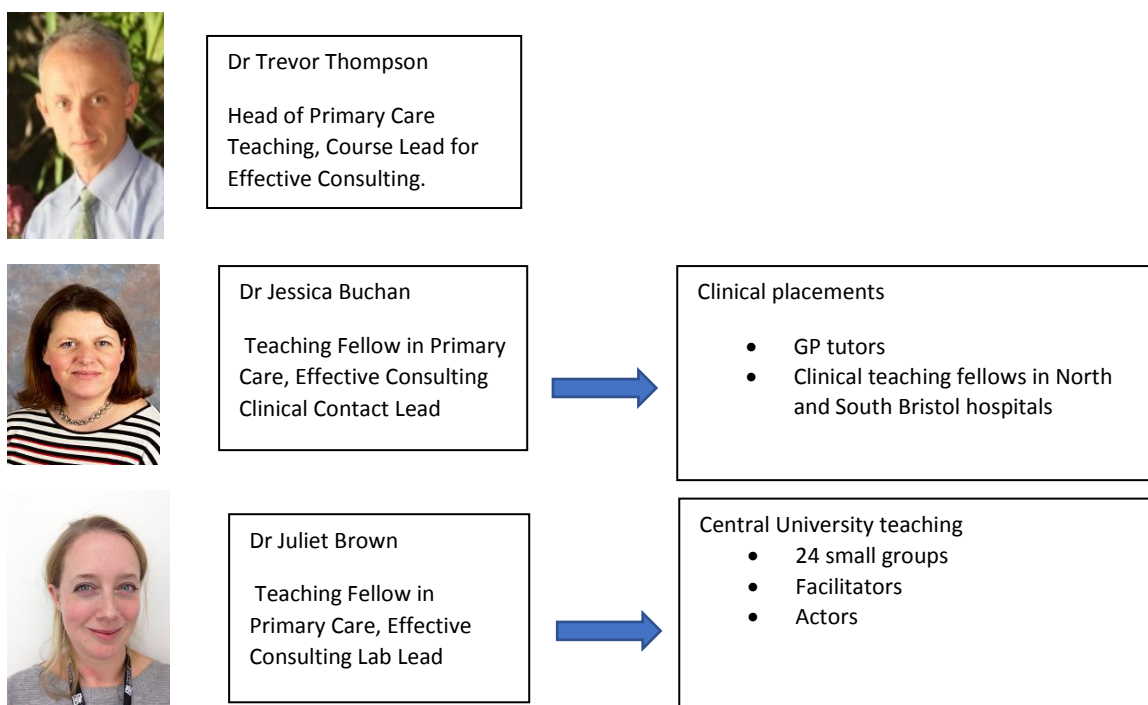 Dr Trevor Thompson
Head of Primary Care
Teaching, Course Lead for
Effective Consulting.
Dr Jessica Buchan
Teaching Fellow in Primary
Care, Effective Consulting
Clinical Contact Lead
Clinical placements
• GP tutors
• Clinical teaching fellows in North
and South Bristol hospitals
Dr Juliet Brown
Teaching Fellow in
Primary Care, Effective
Consulting Lab Lead
Central University teaching
• 24 small groups
• Facilitators
• Actors